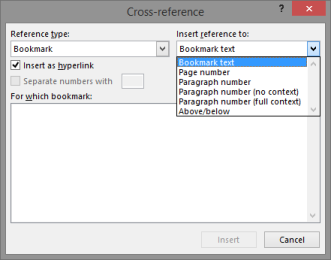 Cross-reference
? ×
Reference type:
Insert reference to:
Bookmark
Bookmark text
Insert as hyperlink
Separate numbers with
For which bookmark:
Bookmark text
Page number
Paragraph number
Paragraph number (no context)
Paragraph number (full context)
Above/below
Insert
Cancel